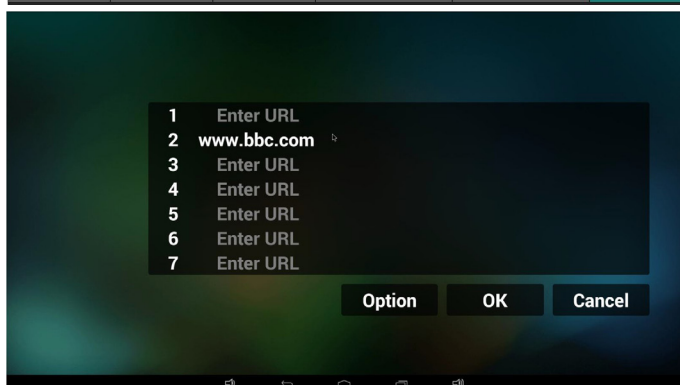 1 Enter URL
2 www.bbc.com
3 Enter URL
4 Enter URL
5 Enter URL
6 Enter URL
7 Enter URL
Option OK Cancel